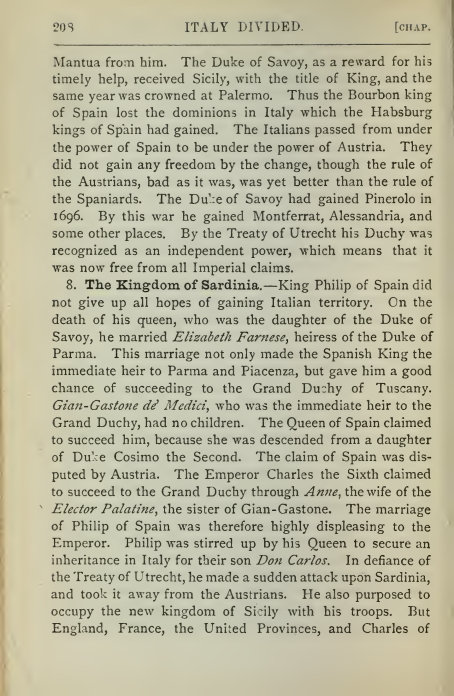 208 ITALY DIVIDED. [CHAP.
Mantua from him. The Duke of Savoy, as a reward for his
timely help, received Sicily, with the title of King, and the
same year was crowned at Palermo. Thus the Bourbon king
of Spain lost the dominions in Italy which the Habsburg
kings of Spain had gained. The Italians passed from under
the power of Spain to be under the power of Austria. They
did not gain any freedom by the change, though the rule of
the Austrians, bad as it was, was yet better than the rule of
the Spaniards. The Duke of Savoy had gained Pinerolo in
1696. By this war he gained Montferrat, Alessandria, and
some other places. By the Treaty of Utrecht his Duchy was
recognized as an independent power, which means that it
was now free from all Imperial claims.
8. The Kingdom of Sardinia.—King Philip of Spain did
not give up all hopes of gaining Italian territory. On the
death of his queen, who was the daughter of the Duke of
Savoy, he married Elizabeth Farnese, heiress of the Duke of
Parma. This marriage not only made the Spanish King the
immediate heir to Parma and Piacenza, but gave him a good
chance of succeeding to the Grand Duchy of Tuscany.
Gian-Gastone de' Medici, who was the immediate heir to the
Grand Duchy, had no children. The Queen of Spain claimed
to succeed him, because she was descended from a daughter
of Duke Cosimo the Second. The claim of Spain was dis-
puted by Austria. The Emperor Charles the Sixth claimed
to succeed to the Grand Duchy through Anne, the wife of the
Elector Palatine, the sister of Gian-Gastone. The marriage
of Philip of Spain was therefore highly displeasing to the
Emperor. Philip was stirred up by his Queen to secure an
inheritance in Italy for their son Don Carlos. In defiance of
the Treaty of Utrecht, he made a sudden attack upon Sardinia,
and took it away from the Austrians. He also purposed to
occupy the new kingdom of Sicily with his troops. But
England, France, the United Provinces, and Charles of